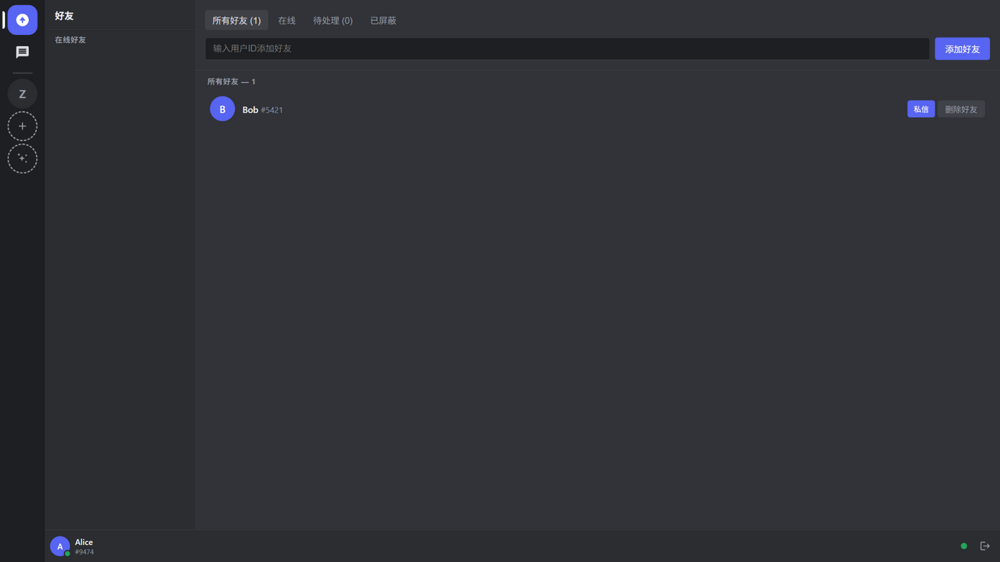 好友
在线好友
Z
所有好友 (1)
在线
待处理 (0)
已屏蔽
输入用户ID添加好友
添加好友
所有好友 — 1
B
Bob #5421
私信
删除好友
A
Alice
#9474